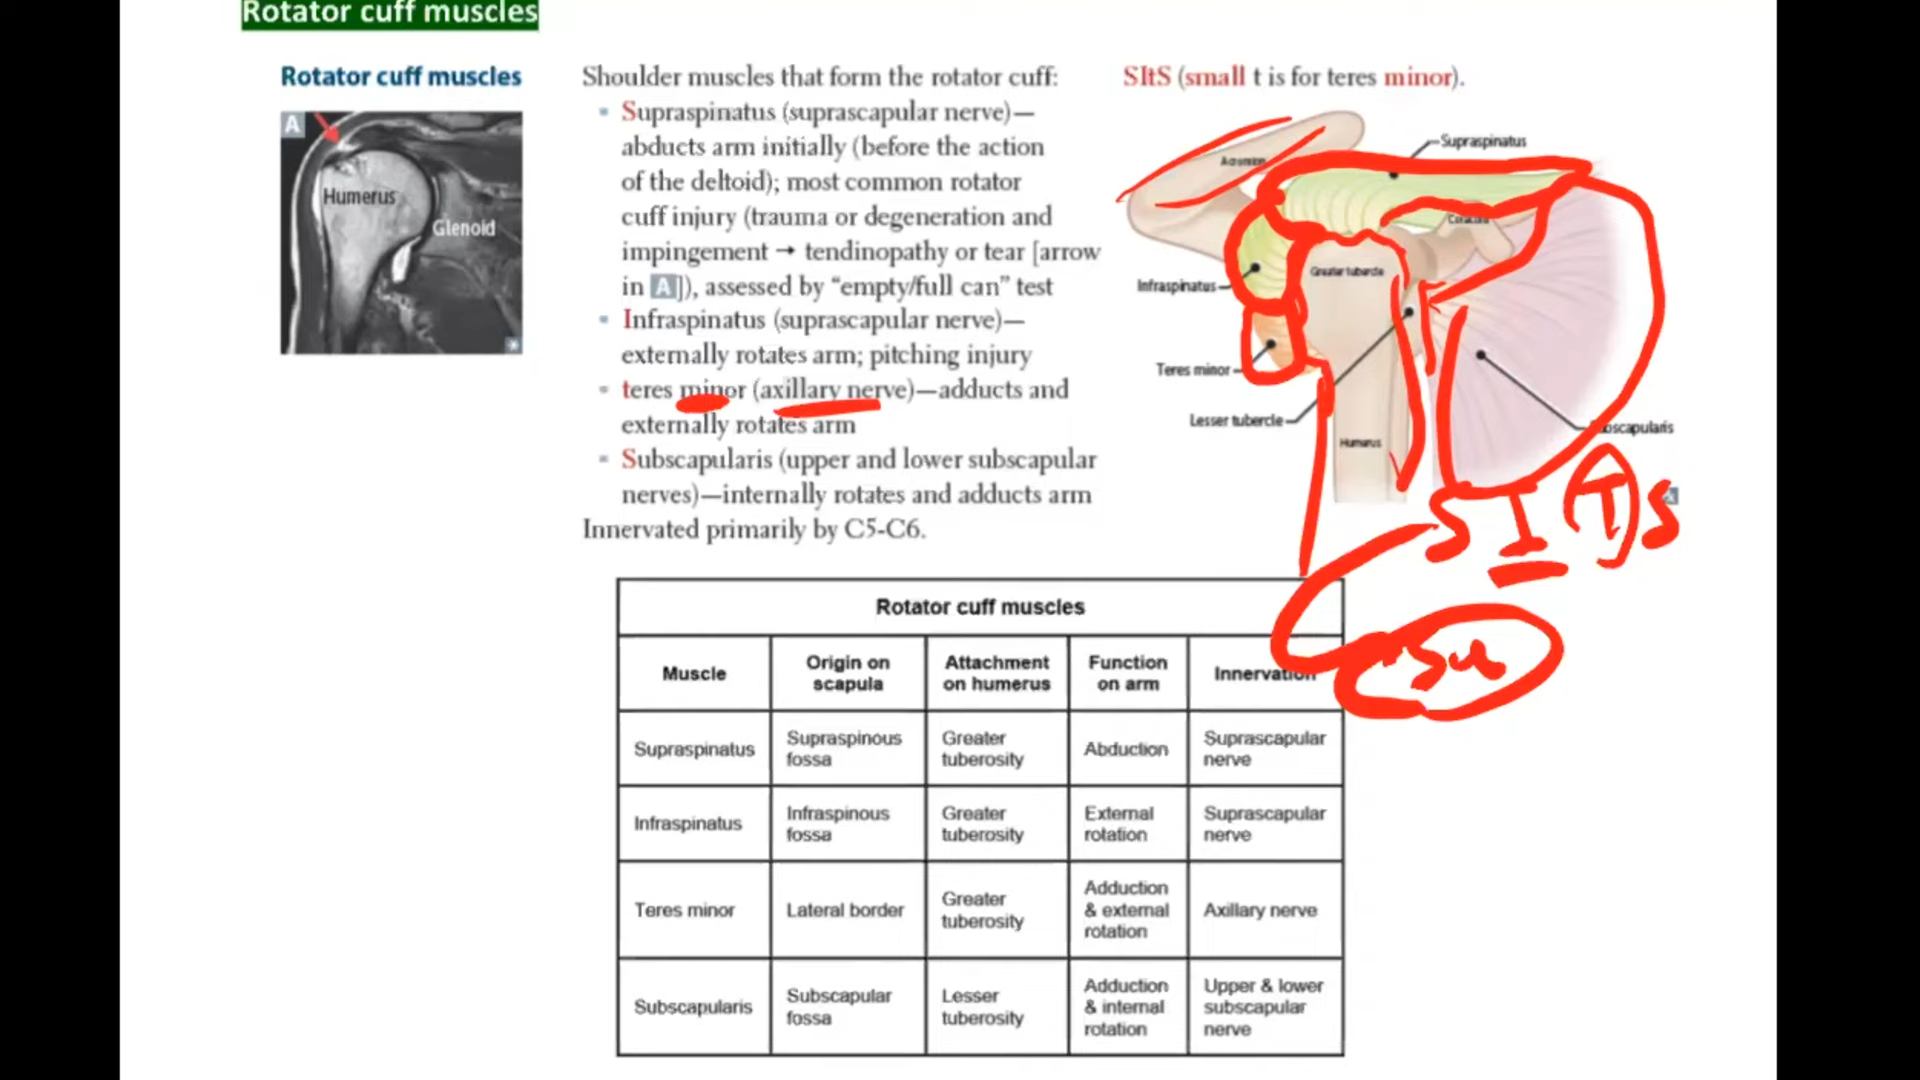 Rotator cuff muscles
Rotator cuff muscles
A
Humerus
Glenoid
Shoulder muscles that form the rotator cuff:
Supraspinatus (suprascapular nerve)—
abducts arm initially (before the action
of the deltoid); most common rotator
cuff injury (trauma or degeneration and
impingement → tendinopathy or tear [arrow
in A]), assessed by “empty/full can” test
Infraspinatus (suprascapular nerve)—
externally rotates arm; pitching injury
teres minor (axillary nerve)—adducts and
externally rotates arm
Subscapularis (upper and lower subscapular
nerves)—internally rotates and adducts arm
Innervated primarily by C5-C6.
SItS (small t is for teres minor).
Supraspinatus
Acromion
Coracoid
Greater tubercle
Infraspinatus
Teres minor
Lesser tubercle
Humerus
scapularis
S I T S
Rotator cuff muscles
Muscle
Origin on
scapula
Attachment
on humerus
Function
on arm
Innervation
Supraspinatus
Supraspinous
fossa
Greater
tuberosity
Abduction
Suprascapular
nerve
Infraspinatus
Infraspinous
fossa
Greater
tuberosity
External
rotation
Suprascapular
nerve
Teres minor
Lateral border
Greater
tuberosity
Adduction
& external
rotation
Axillary nerve
Subscapularis
Subscapular
fossa
Lesser
tuberosity
Adduction
& internal
rotation
Upper & lower
subscapular
nerve